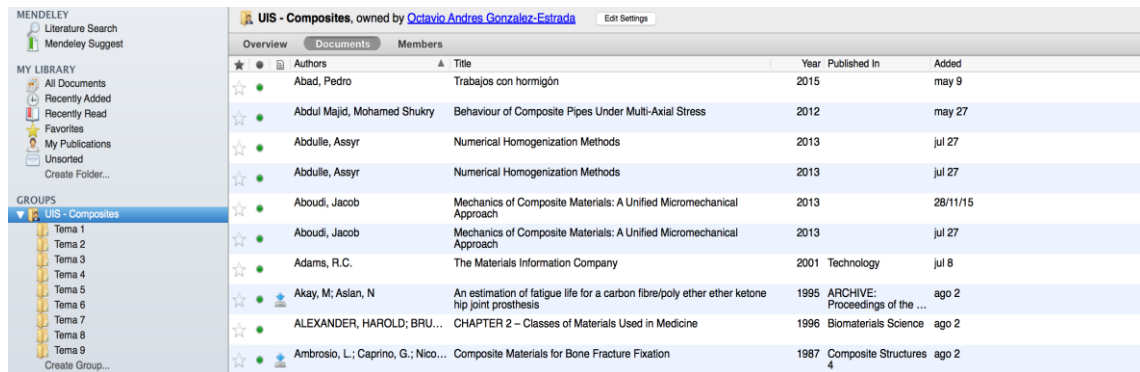 MENDELEY
Literature Search
Mendeley Suggest
MY LIBRARY
All Documents
Recently Added
Recently Read
Favorites
My Publications
Unsorted
Create Folder...
GROUPS
UIS - Composites
Tema 1
Tema 2
Tema 3
Tema 4
Tema 5
Tema 6
Tema 7
Tema 8
Tema 9
Create Group...
UIS - Composites, owned by Octavio Andres Gonzalez-Estrada Edit Settings
Overview Documents Members
Authors Title Year Published In Added
Abad, Pedro Trabajos con hormigón 2015 may 9
Abdul Majid, Mohamed Shukry Behaviour of Composite Pipes Under Multi-Axial Stress 2012 may 27
Abdulle, Assyr Numerical Homogenization Methods 2013 jul 27
Abdulle, Assyr Numerical Homogenization Methods 2013 jul 27
Aboudi, Jacob Mechanics of Composite Materials: A Unified Micromechanical 2013 28/11/15
Approach
Aboudi, Jacob Mechanics of Composite Materials: A Unified Micromechanical 2013 jul 27
Approach
Adams, R.C. The Materials Information Company 2001 Technology jul 8
Akay, M; Aslan, N An estimation of fatigue life for a carbon fibre/poly ether ether ketone 1995 ARCHIVE: ago 2
hip joint prosthesis Proceedings of the ...
ALEXANDER, HAROLD; BRU... CHAPTER 2 – Classes of Materials Used in Medicine 1996 Biomaterials Science ago 2
Ambrosio, L.; Caprino, G.; Nico... Composite Materials for Bone Fracture Fixation 1987 Composite Structures ago 2
4